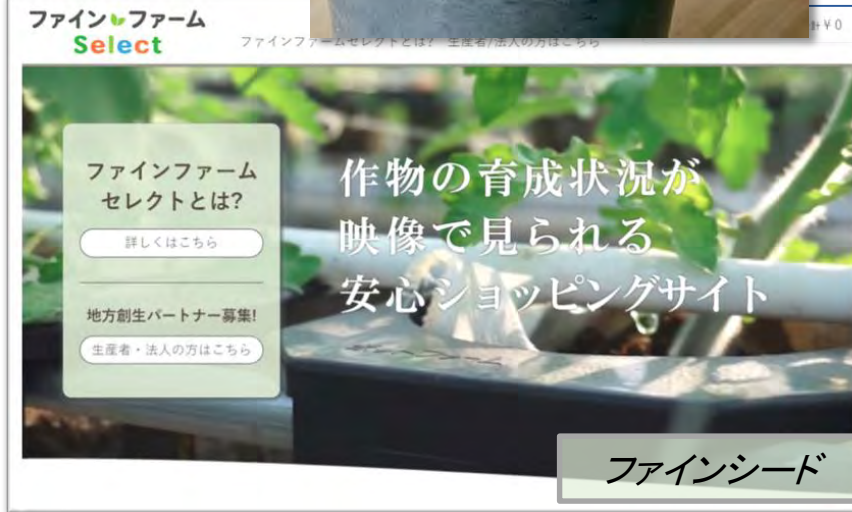 ファイン ファーム
Select
ファインファームセレクトとは? 生産者/法人の方はこちら
計¥0
ファインファーム
セレクトとは?
詳しくはこちら
地方創生パートナー募集!
生産者・法人の方はこちら
作物の育成状況が
映像で見られる
安心ショッピングサイト
ファインシード